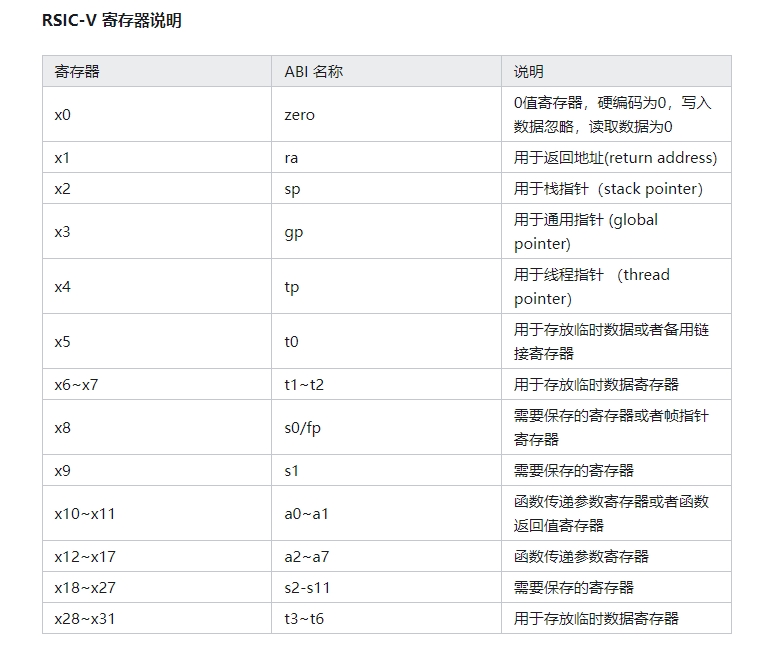 RSIC-V 寄存器说明
寄存器 ABI 名称 说明
x0 zero 0值寄存器，硬编码为0，写入
数据忽略，读取数据为0
x1 ra 用于返回地址(return address)
x2 sp 用于栈指针（stack pointer）
x3 gp 用于通用指针 (global
pointer)
x4 tp 用于线程指针 （thread
pointer）
x5 t0 用于存放临时数据或者备用链
接寄存器
x6~x7 t1~t2 用于存放临时数据寄存器
x8 s0/fp 需要保存的寄存器或者帧指针
寄存器
x9 s1 需要保存的寄存器
x10~x11 a0~a1 函数传递参数寄存器或者函数
返回值寄存器
x12~x17 a2~a7 函数传递参数寄存器
x18~x27 s2-s11 需要保存的寄存器
x28~x31 t3~t6 用于存放临时数据寄存器